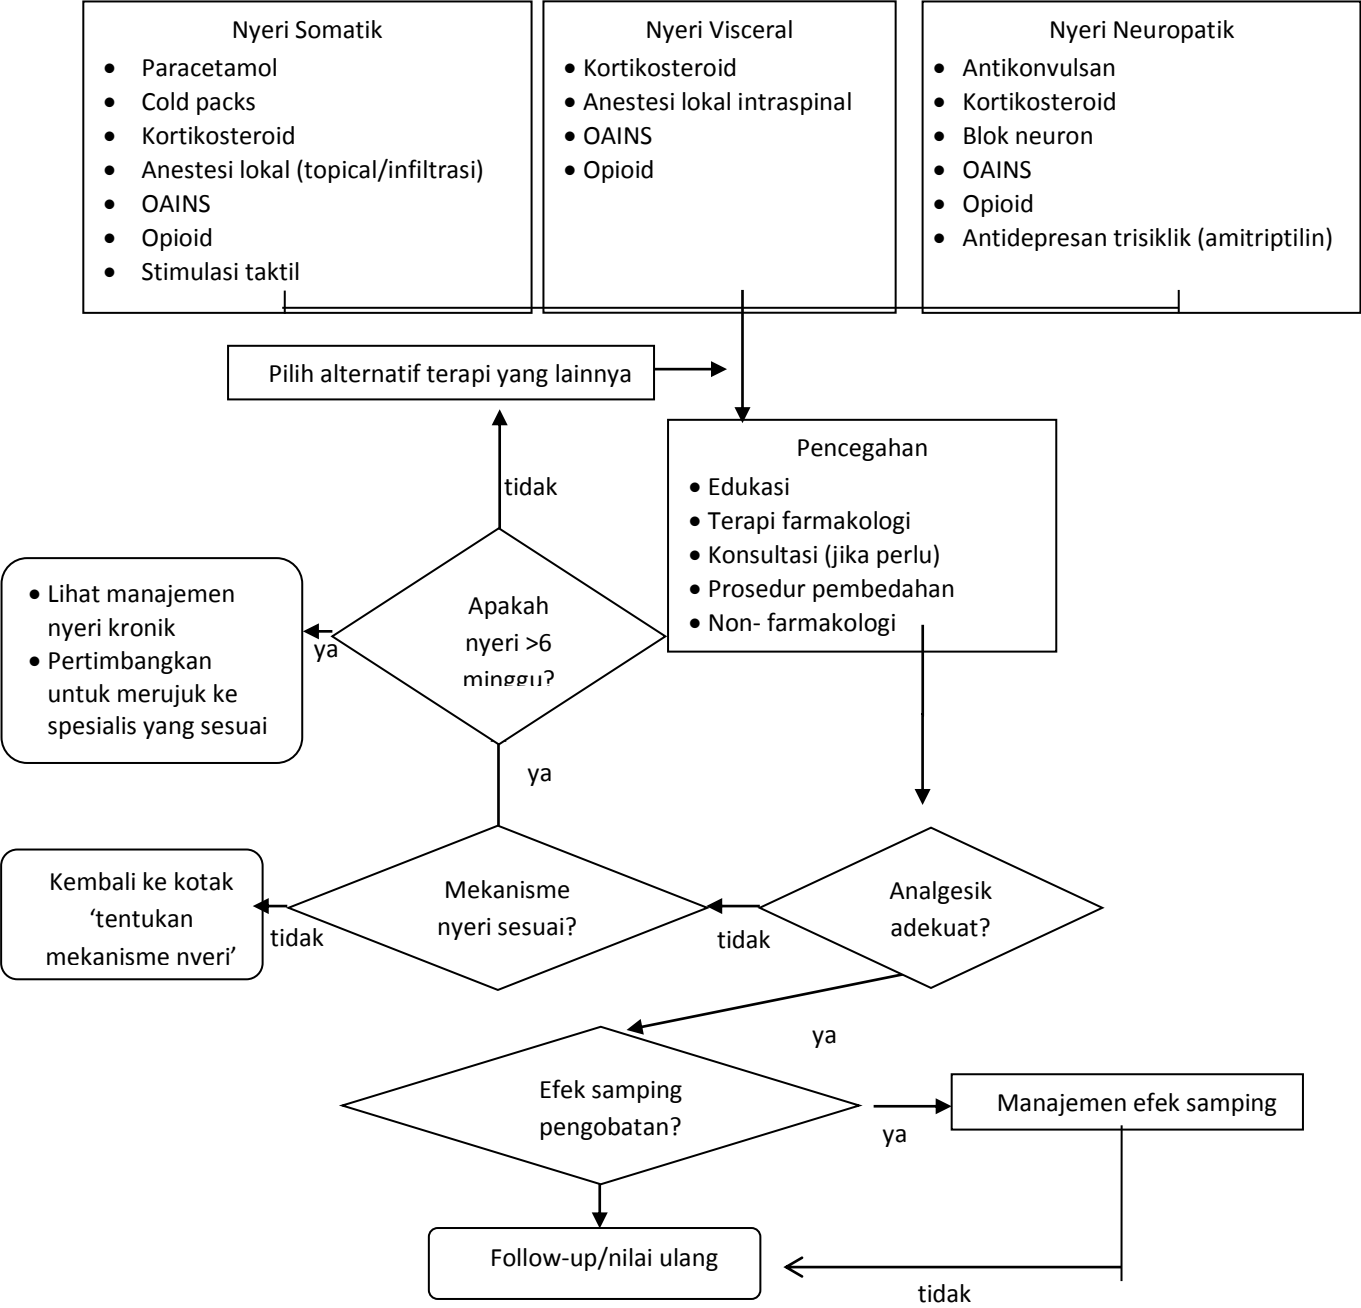 Nyeri Somatik
• Paracetamol
• Cold packs
• Kortikosteroid
• Anestesi lokal (topical/infiltrasi)
• OAINS
• Opioid
• Stimulasi taktil
Nyeri Visceral
• Kortikosteroid
• Anestesi lokal intraspinal
• OAINS
• Opioid
Nyeri Neuropatik
• Antikonvulsan
• Kortikosteroid
• Blok neuron
• OAINS
• Opioid
• Antidepresan trisiklik (amitriptilin)
Pilih alternatif terapi yang lainnya
Pencegahan
• Edukasi
• Terapi farmakologi
• Konsultasi (jika perlu)
• Prosedur pembedahan
• Non- farmakologi
tidak
Apakah
nyeri >6
minggu?
ya
• Lihat manajemen
nyeri kronik
• Pertimbangkan
untuk merujuk ke
spesialis yang sesuai
ya
Kembali ke kotak
‘tentukan
mekanisme nyeri’
tidak
Mekanisme
nyeri sesuai?
tidak
Analgesik
adekuat?
ya
Efek samping
pengobatan?
ya
Manajemen efek samping
Follow-up/nilai ulang
tidak